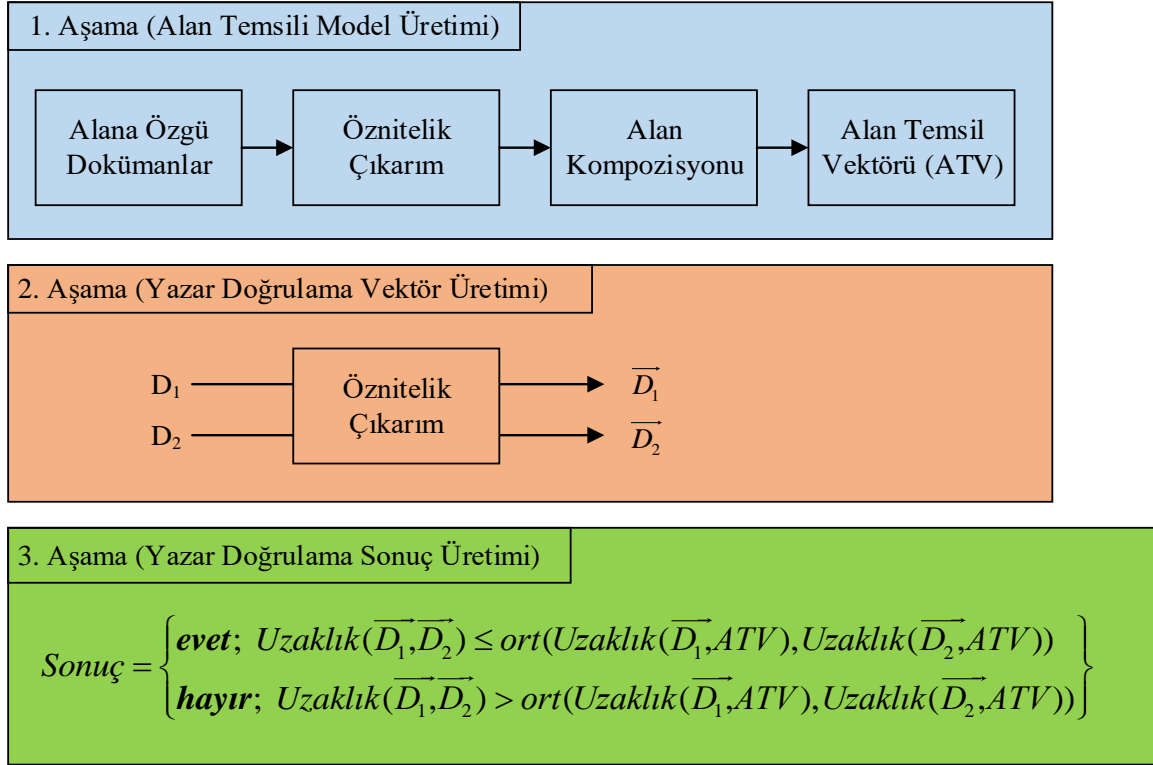 1. Aşama (Alan Temsili Model Üretimi)
Alana Özgü
Dokümanlar
Öznitelik
Çıkarım
Alan
Kompozisyonu
Alan Temsil
Vektörü (ATV)
2. Aşama (Yazar Doğrulama Vektör Üretimi)
D₁
D₂
Öznitelik
Çıkarım
D₁⃗
D₂⃗
3. Aşama (Yazar Doğrulama Sonuç Üretimi)
Sonuç = {
evet; Uzaklık(D₁⃗,D₂⃗) ≤ ort(Uzaklık(D₁⃗,ATV),Uzaklık(D₂⃗,ATV))
hayır; Uzaklık(D₁⃗,D₂⃗) > ort(Uzaklık(D₁⃗,ATV),Uzaklık(D₂⃗,ATV)) }